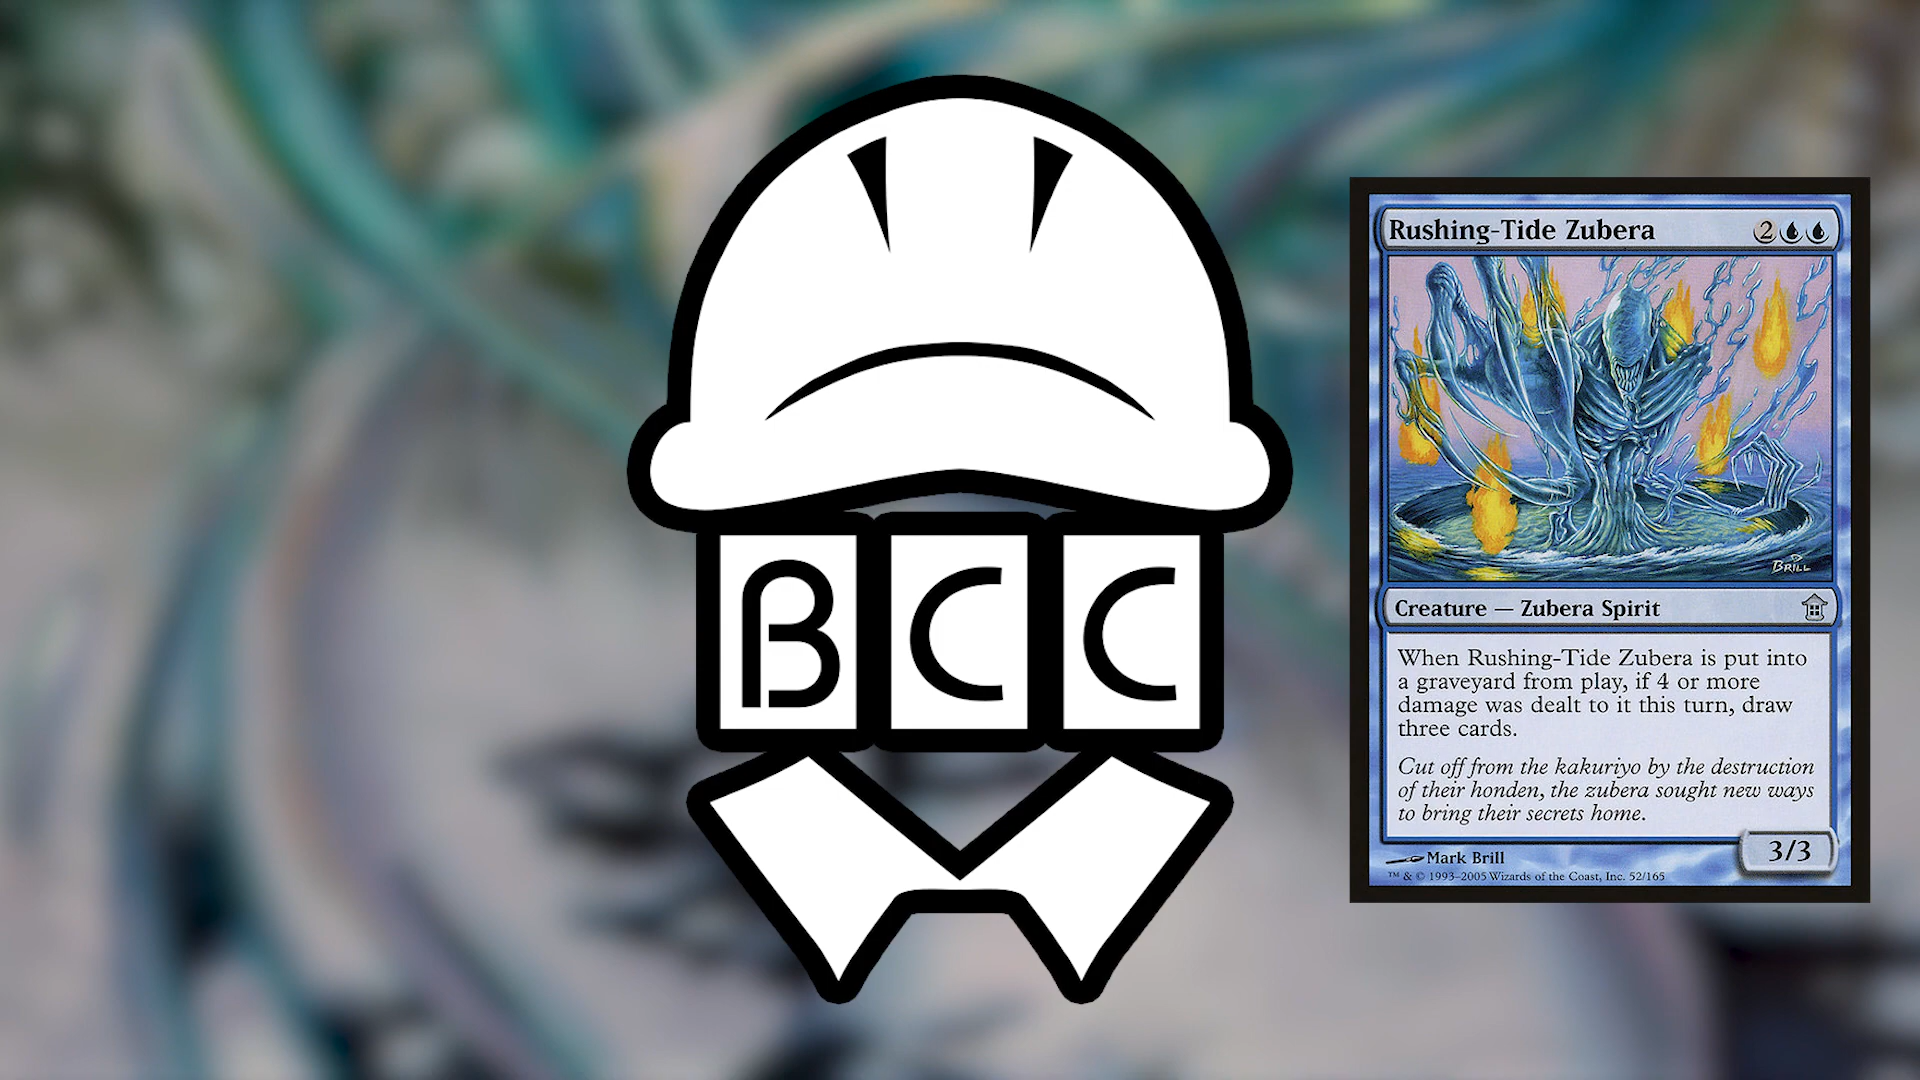 BCC
Rushing-Tide Zubera
2
BRILL
Creature — Zubera Spirit
When Rushing-Tide Zubera is put into
a graveyard from play, if 4 or more
damage was dealt to it this turn, draw
three cards.
Cut off from the kakuriyo by the destruction
of their honden, the zubera sought new ways
to bring their secrets home.
3/3
Mark Brill
™ & © 1993–2005 Wizards of the Coast, Inc. 52/165